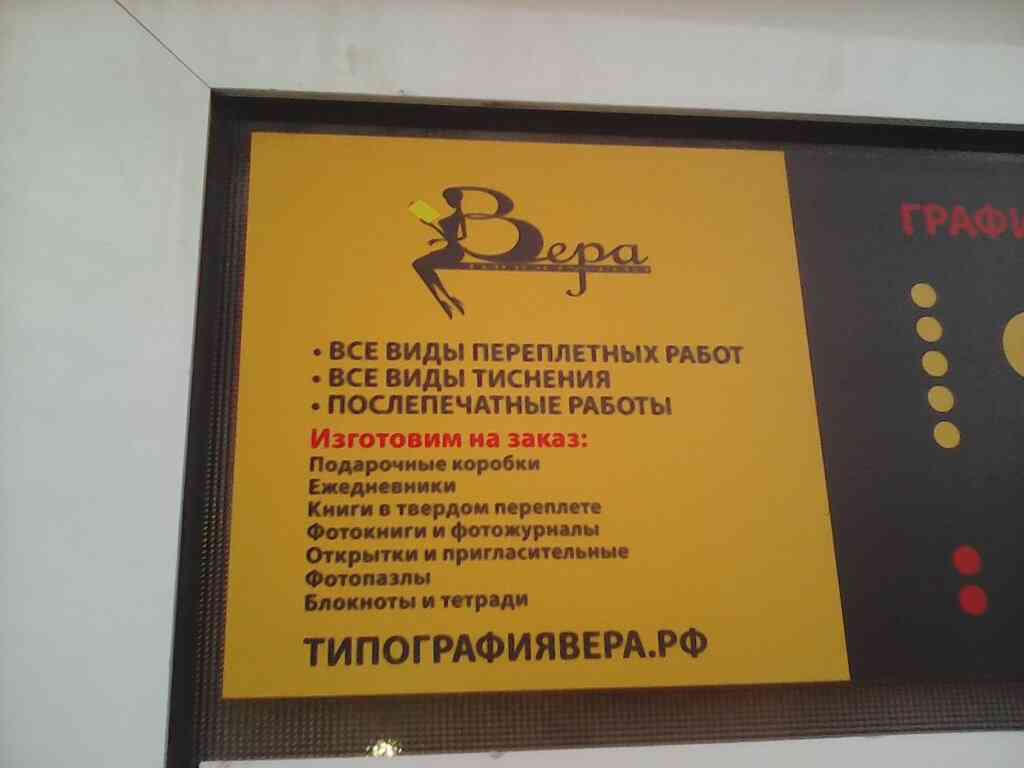 Вера
• ВСЕ ВИДЫ ПЕРЕПЛЕТНЫХ РАБОТ
• ВСЕ ВИДЫ ТИСНЕНИЯ
• ПОСЛЕПЕЧАТНЫЕ РАБОТЫ
Изготовим на заказ:
Подарочные коробки
Ежедневники
Книги в твердом переплете
Фотокниги и фотожурналы
Открытки и пригласительные
Фотопазлы
Блокноты и тетради
ТИПОГРАФИЯВЕРА.РФ
ГРАФИ